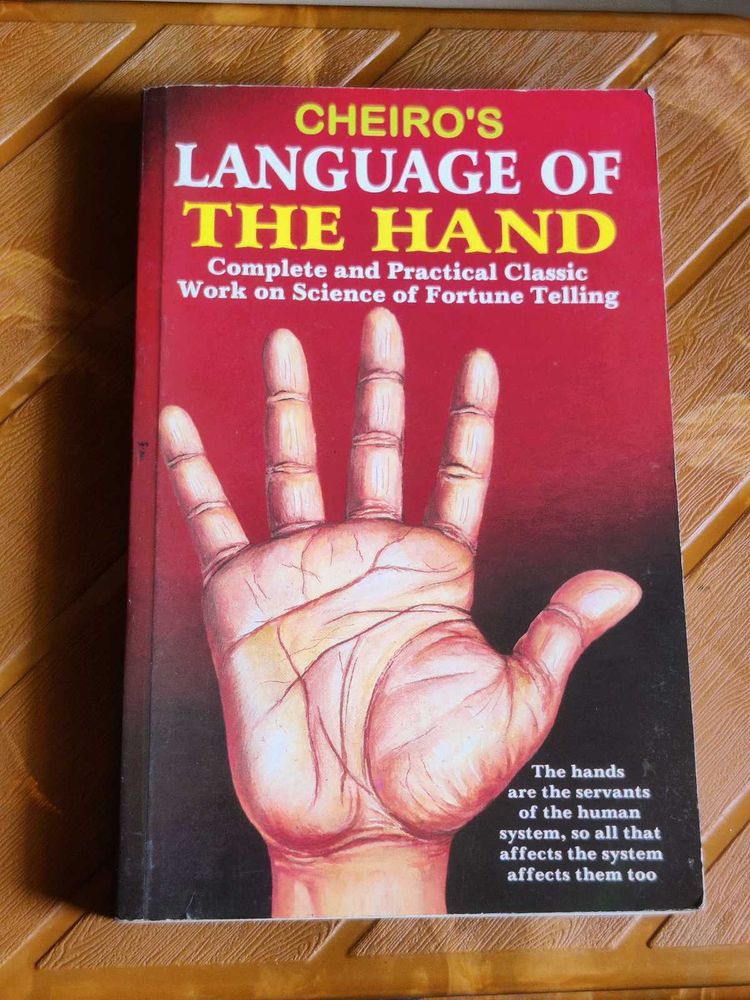 CHEIRO'S
LANGUAGE OF
THE HAND
Complete and Practical Classic
Work on Science of Fortune Telling
The hands
are the servants
of the human
system, so all that
affects the system
affects them too